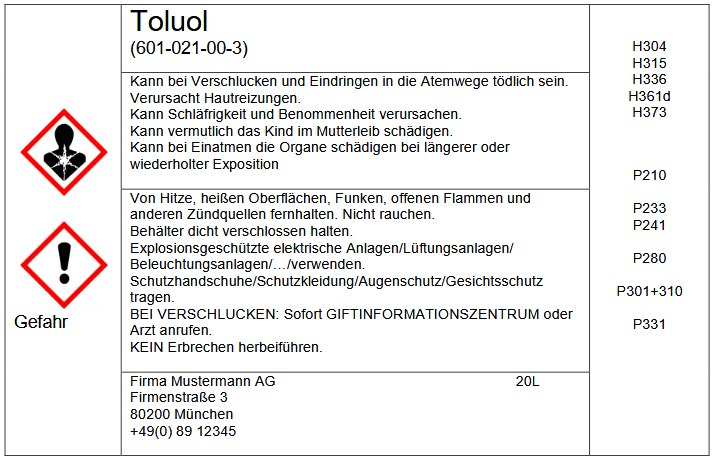 Toluol
(601-021-00-3)
Kann bei Verschlucken und Eindringen in die Atemwege tödlich sein.
Verursacht Hautreizungen.
Kann Schläfrigkeit und Benommenheit verursachen.
Kann vermutlich das Kind im Mutterleib schädigen.
Kann bei Einatmen die Organe schädigen bei längerer oder
wiederholter Exposition
Von Hitze, heißen Oberflächen, Funken, offenen Flammen und
anderen Zündquellen fernhalten. Nicht rauchen.
Behälter dicht verschlossen halten.
Explosionsgeschützte elektrische Anlagen/Lüftungsanlagen/
Beleuchtungsanlagen/…/verwenden.
Schutzhandschuhe/Schutzkleidung/Augenschutz/Gesichtsschutz
tragen.
BEI VERSCHLUCKEN: Sofort GIFTINFORMATIONSZENTRUM oder
Arzt anrufen.
KEIN Erbrechen herbeiführen.
Firma Mustermann AG 20L
Firmenstraße 3
80200 München
+49(0) 89 12345
Gefahr
H304
H315
H336
H361d
H373
P210
P233
P241
P280
P301+310
P331